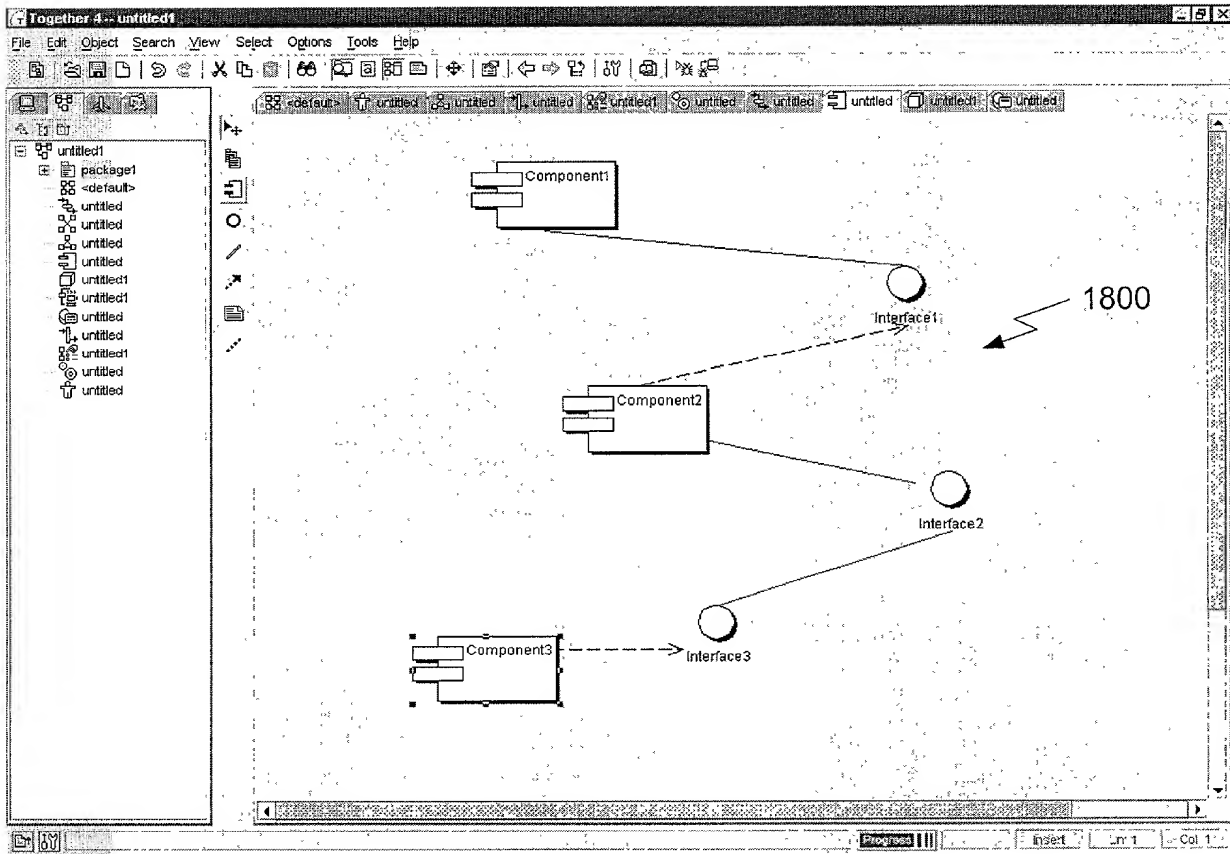 Together 4 -- untitled1
File Edit Object Search View Select Options Tools Help
<default> untitled untitled untitled untitled1 untitled untitled untitled untitled1 untitled
untitled1
package1
<default>
untitled
untitled
untitled
untitled
untitled1
untitled1
untitled
untitled
untitled1
untitled
untitled
Component1
Interface1
1800
Component2
Interface2
Component3
Interface3
Progress Insert Ln 1 Col 1